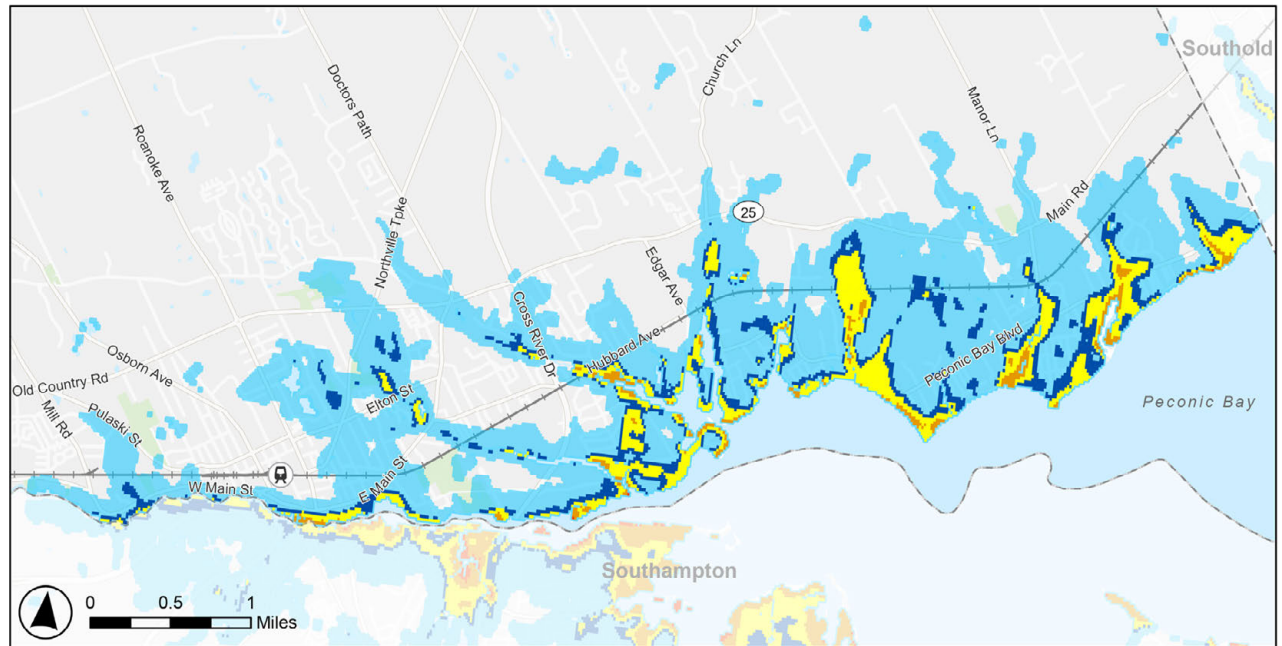 Southold
Church Ln
Doctors Path
Manor Ln
Roanoke Ave
Main Rd
25
Northville Tpke
Edgar Ave
Cross River Dr
Hubbard Ave
Osborn Ave
Peconic Bay Blvd
Old Country Rd
Elton St
Mill Rd
Pulaski St
Peconic Bay
E Main St
W Main St
Southampton
0 0.5 1
Miles